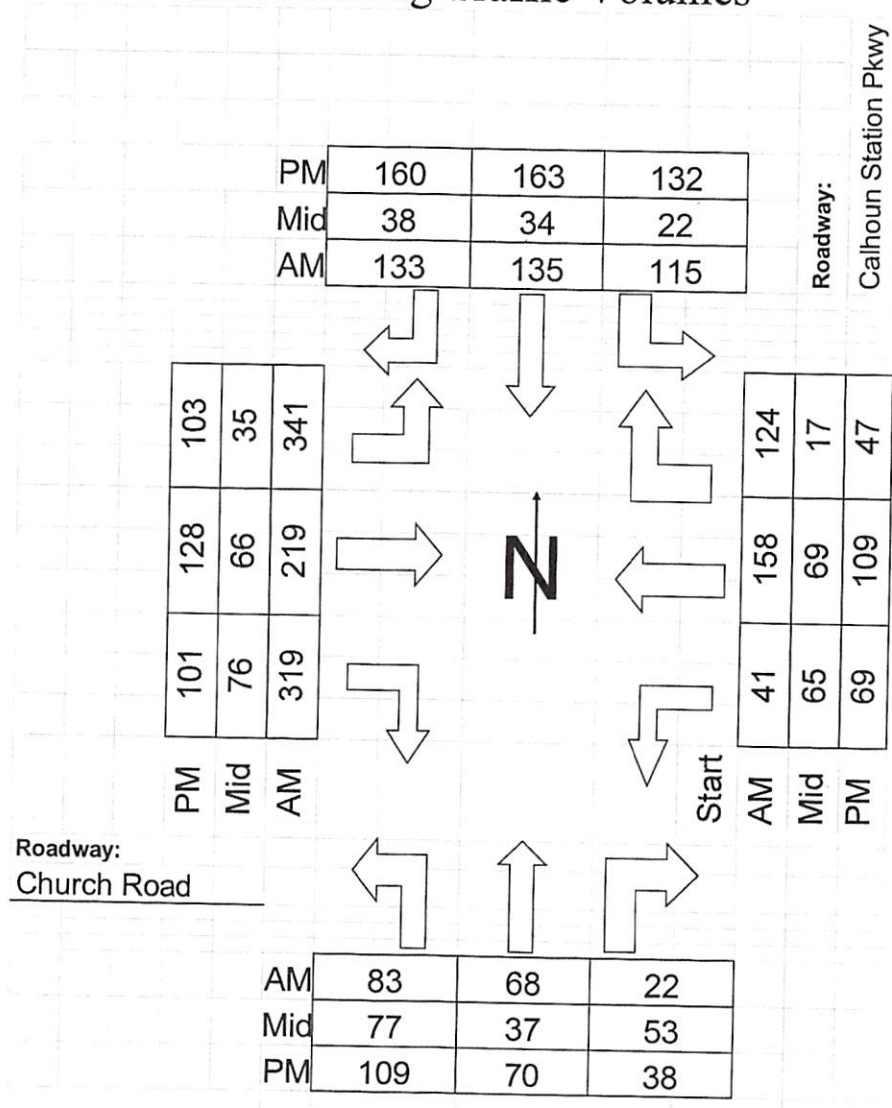 Volumes
Roadway:
Calhoun Station Pkwy
PM 160 163 132
Mid 38 34 22
AM 133 135 115
103 35 341
128 66 219
101 76 319
PM Mid AM
N
124 17 47
158 69 109
41 65 69
Start AM Mid PM
Roadway:
Church Road
AM 83 68 22
Mid 77 37 53
PM 109 70 38